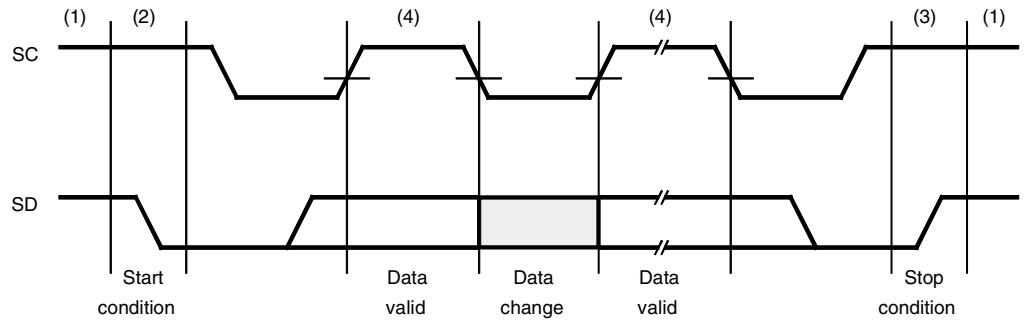 (1) (2) (4) (4) (3) (1)
SC
SD
Start condition
Data valid
Data change
Data valid
Stop condition